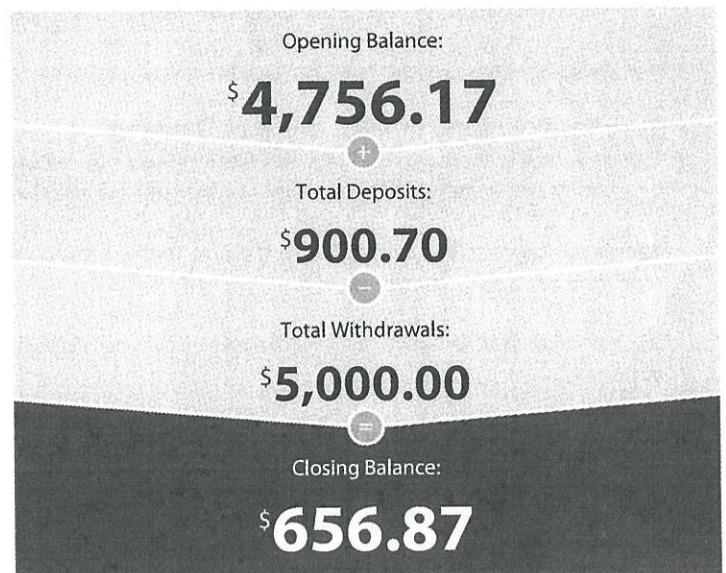 Opening Balance:
$4,756.17
+
Total Deposits:
$900.70
−
Total Withdrawals:
$5,000.00
=
Closing Balance:
$656.87